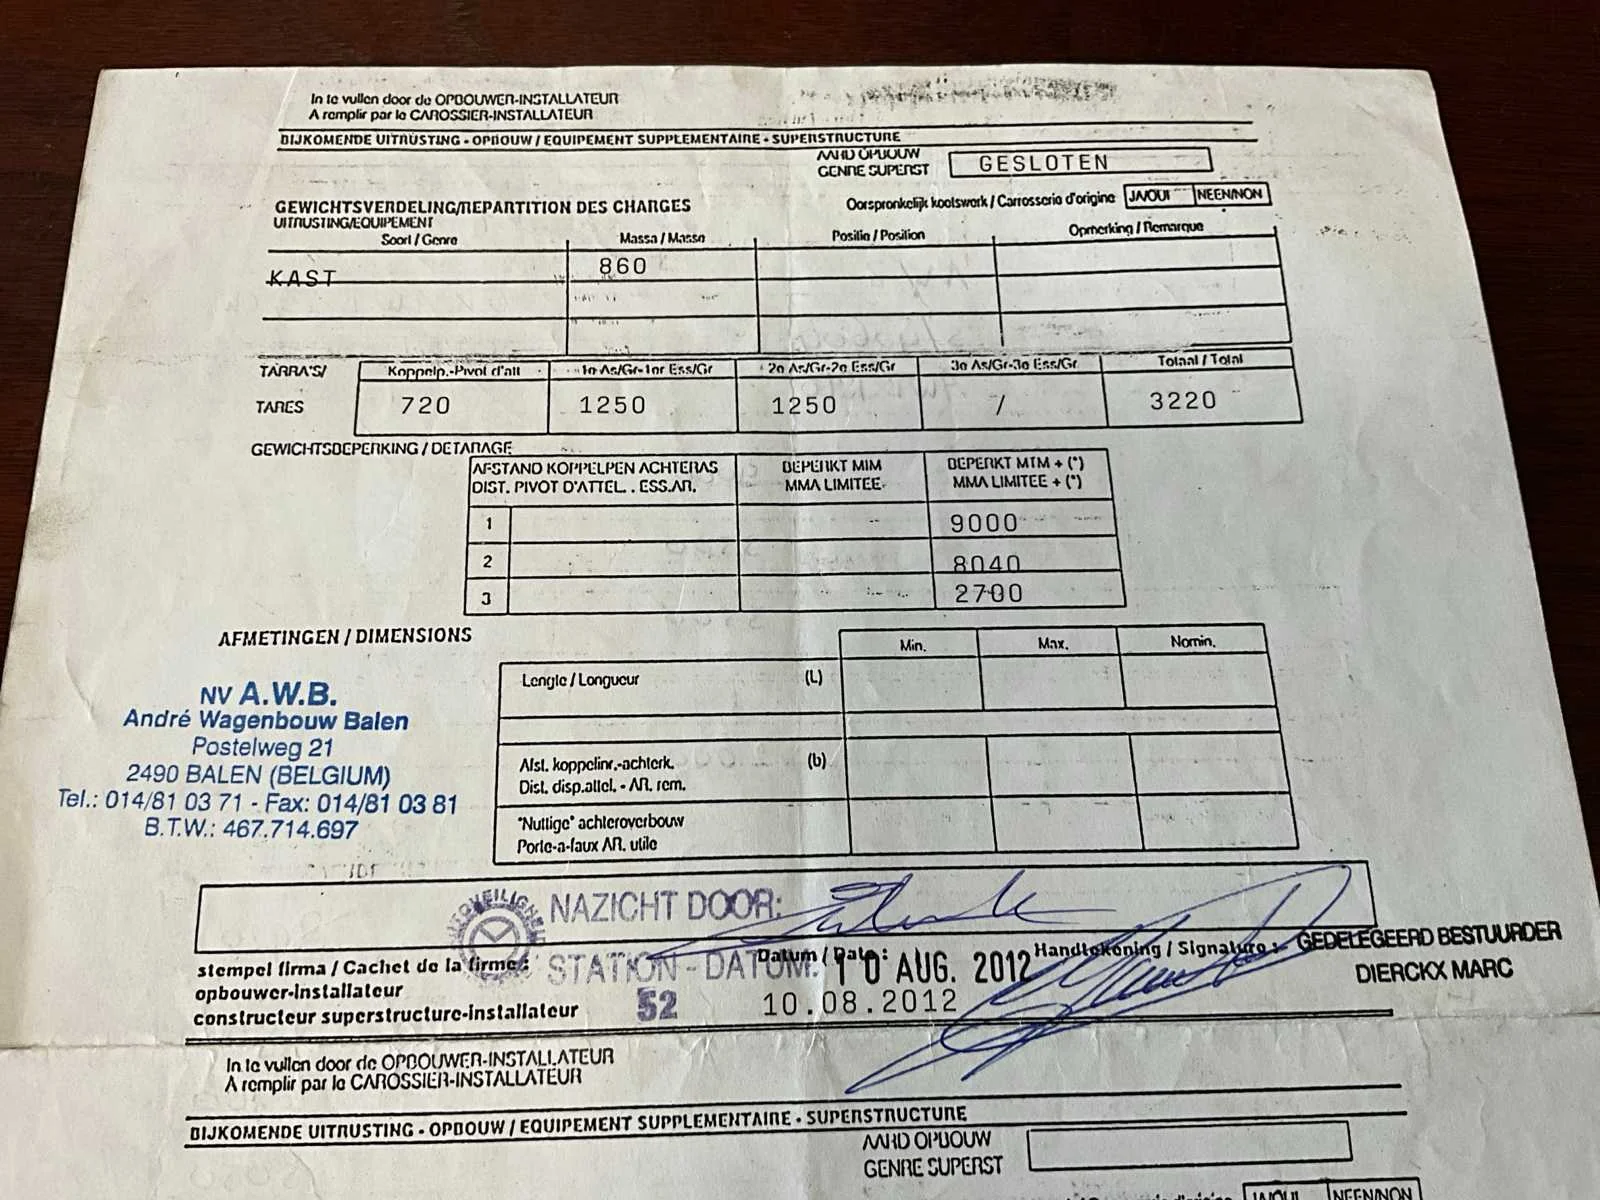 In te vullen door de OPBOUWER-INSTALLATEUR
A remplir par le CAROSSIER-INSTALLATEUR
BIJKOMENDE UITRUSTING - OPBOUW / EQUIPEMENT SUPPLEMENTAIRE - SUPERSTRUCTURE
AARD OPBOUW
GENRE SUPERST
GESLOTEN
GEWICHTSVERDELING/REPARTITION DES CHARGES
Oorspronkelijk koetswerk / Carrosserie d'origine JA/OUI NEEN/NON
UITRUSTING/EQUIPEMENT
Soort / Genre Massa / Masse Positie / Position Opmerking / Remarque
KAST 860
TARRA'S/ Koppelp.-Pivot d'att 1e As/Gr-1er Ess/Gr 2e As/Gr-2e Ess/Gr 3e As/Gr-3e Ess/Gr Totaal / Total
TARES 720 1250 1250 / 3220
GEWICHTSBEPERKING / DETARAGE
AFSTAND KOPPELPEN ACHTERAS BEPERKT MTM BEPERKT MTM + (*)
DIST. PIVOT D'ATTEL. . ESS.AR. MMA LIMITEE MMA LIMITEE + (*)
1 9000
2 8040
3 2700
AFMETINGEN / DIMENSIONS
Min. Max. Nomin.
Lengte / Longueur (L)
Afst. koppelinr.-achterk. (b)
Dist. disp.attel. - AR. rem.
"Nuttige" achteroverbouw
Porte-a-faux AR. utile
NV A.W.B.
André Wagenbouw Balen
Postelweg 21
2490 BALEN (BELGIUM)
Tel.: 014/81 03 71 - Fax: 014/81 03 81
B.T.W.: 467.714.697
NAZICHT DOOR:
STATION - DATUM:
52
10 AUG. 2012
stempel firma / Cachet de la firme:
opbouwer-installateur
constructeur superstructure-installateur
Datum / Date:
10.08.2012
Handtekening / Signature:
GEDELEGEERD BESTUURDER
DIERCKX MARC
In te vullen door de OPBOUWER-INSTALLATEUR
A remplir par le CAROSSIER-INSTALLATEUR
BIJKOMENDE UITRUSTING - OPBOUW / EQUIPEMENT SUPPLEMENTAIRE - SUPERSTRUCTURE
AARD OPBOUW
GENRE SUPERST
JA/OUI NEEN/NON